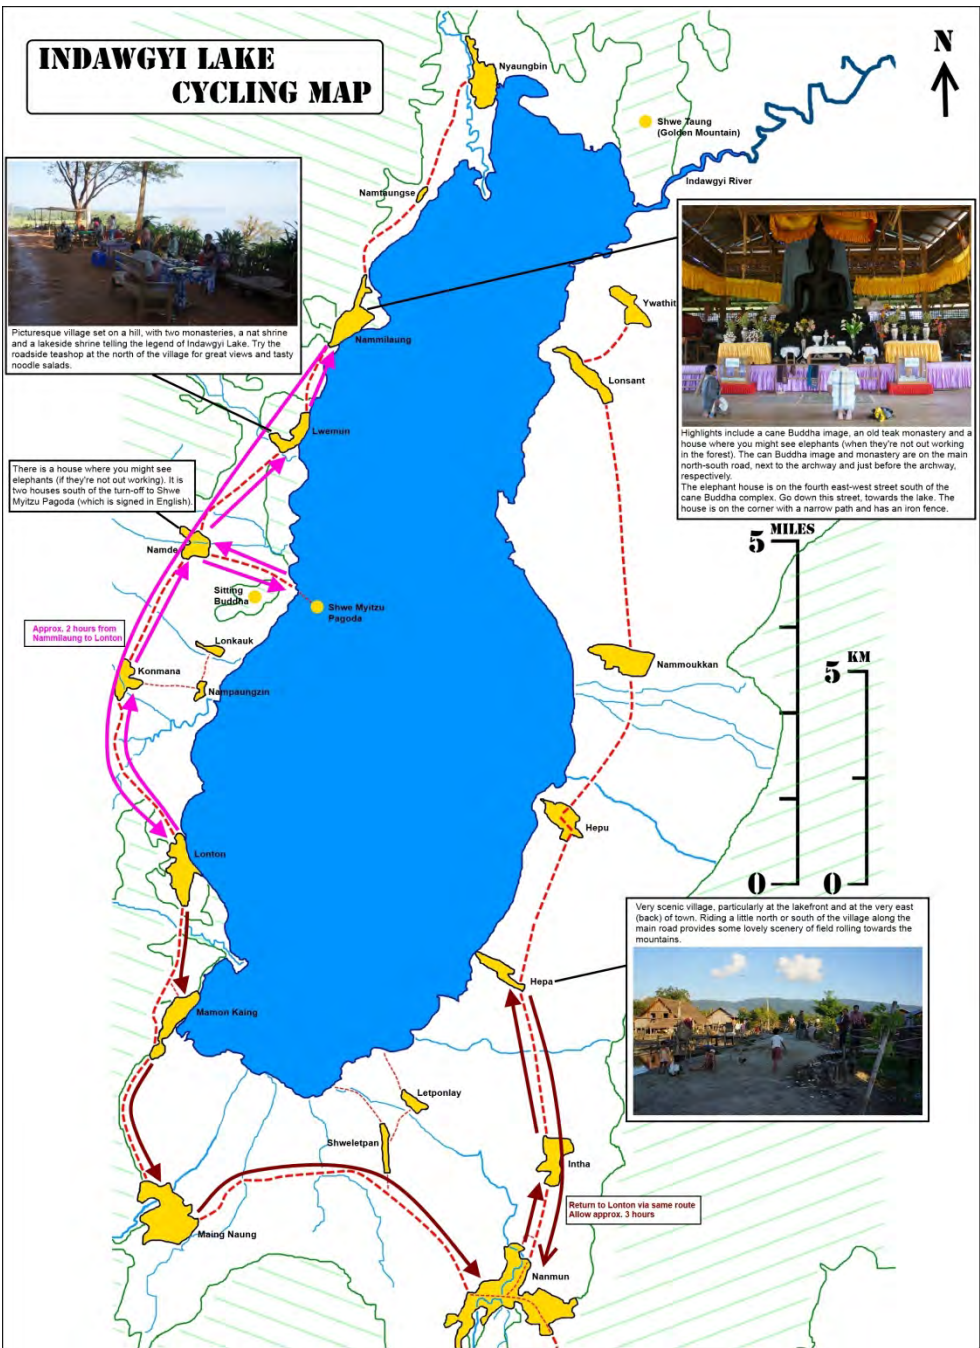 INDAWGYI LAKE
CYCLING MAP
N
Nyaungbin
Shwe Taung
(Golden Mountain)
Indawgyi River
Namtaungse
Picturesque village set on a hill, with two monasteries, a nat shrine
and a lakeside shrine telling the legend of Indawgyi Lake. Try the
roadside teashop at the north of the village for great views and tasty
noodle salads.
Ywathit
Nammilaung
Lonsant
Lwemun
Highlights include a cane Buddha image, an old teak monastery and a
house where you might see elephants (when they're not out working
in the forest). The can Buddha image and monastery are on the main
north-south road, next to the archway and just before the archway,
respectively.
The elephant house is on the fourth east-west street south of the
cane Buddha complex. Go down this street, towards the lake. The
house is on the corner with a narrow path and has an iron fence.
There is a house where you might see
elephants (if they're not out working). It is
two houses south of the turn-off to Shwe
Myitzu Pagoda (which is signed in English).
Namde
5 MILES
Sitting
Buddha
Shwe Myitzu
Pagoda
Approx. 2 hours from
Nammilaung to Lonton
Lonkauk
Konmana
Nampaungzin
Nammoukkan
5 KM
Hepu
Lonton
0
0
Very scenic village, particularly at the lakefront and at the very east
(back) of town. Riding a little north or south of the village along the
main road provides some lovely scenery of field rolling towards the
mountains.
Hepa
Mamon Kaing
Letponlay
Shweletpan
Intha
Return to Lonton via same route
Allow approx. 3 hours
Maing Naung
Nanmun